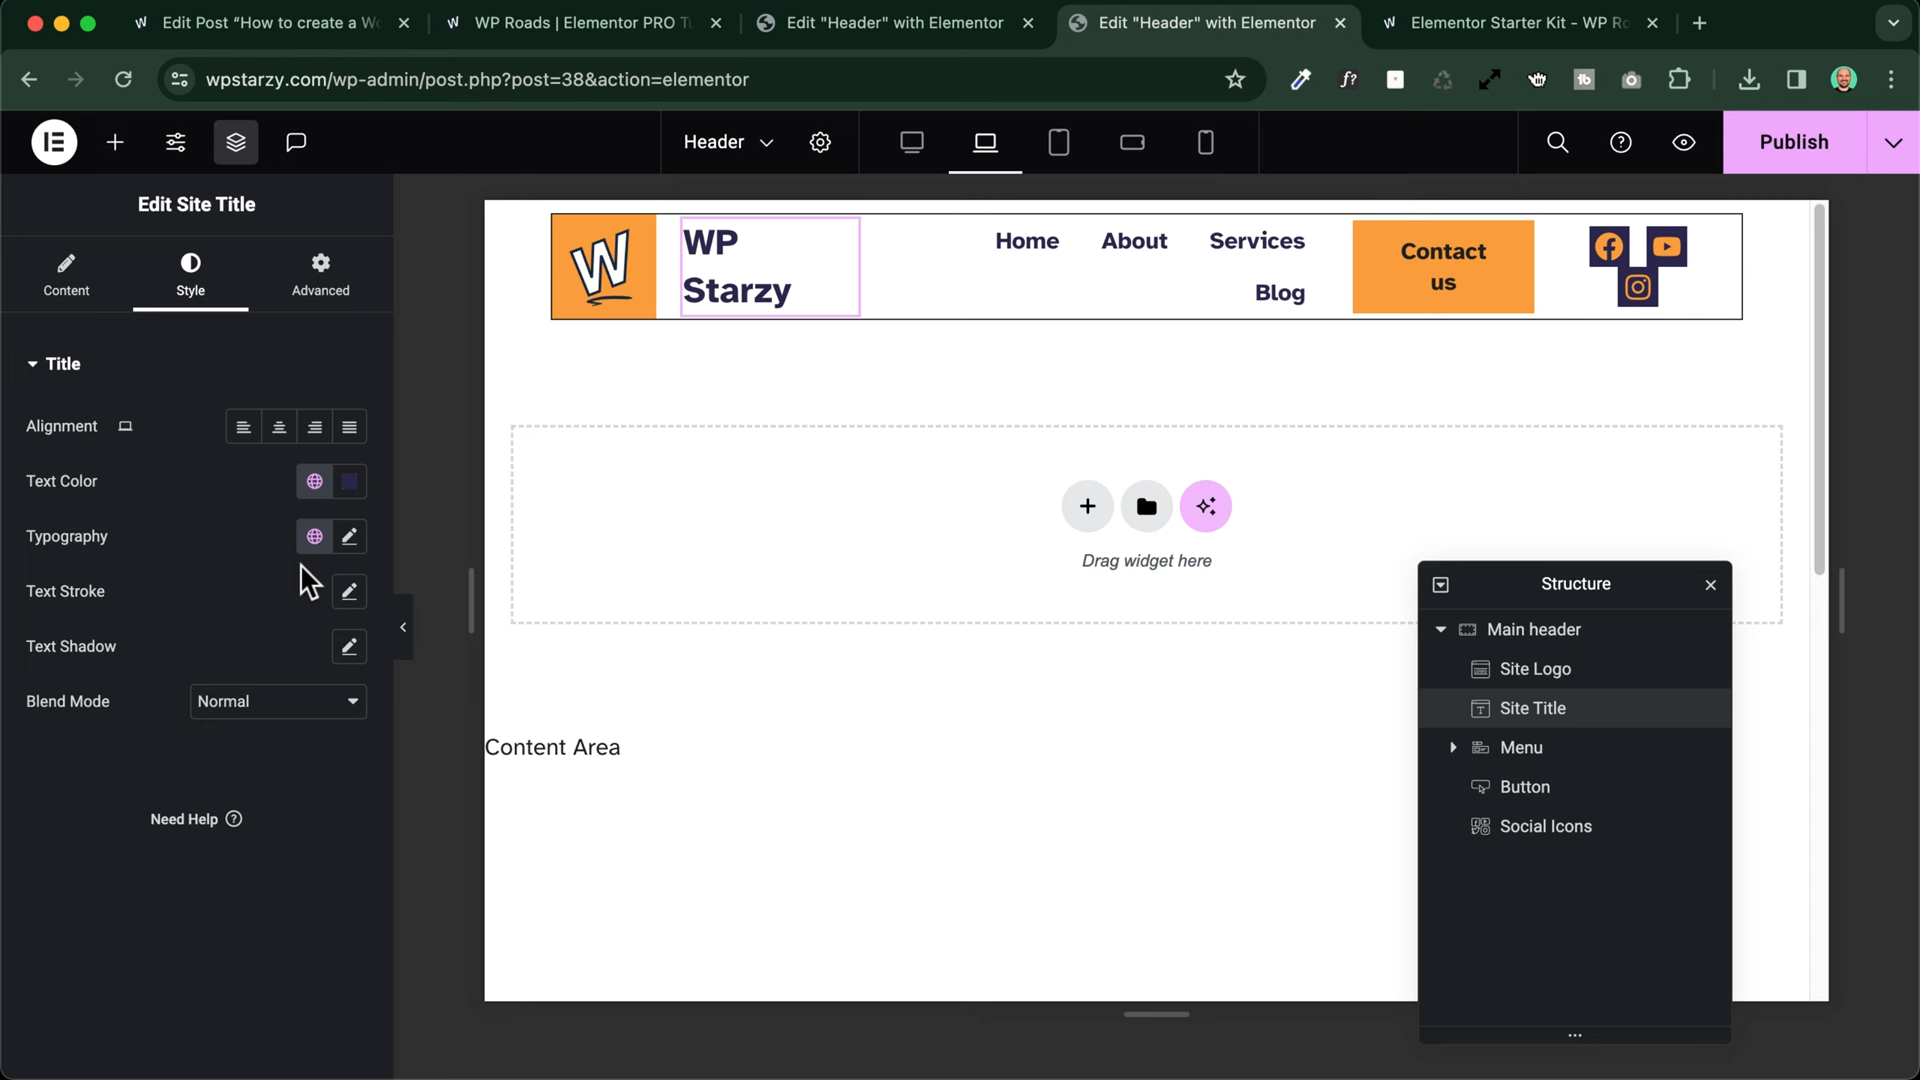 Edit Post “How to create a Wo
WP Roads | Elementor PRO Tu
Edit "Header" with Elementor
Edit "Header" with Elementor
Elementor Starter Kit - WP Ro
wpstarzy.com/wp-admin/post.php?post=38&action=elementor
f?
tb
Header
Publish
Edit Site Title
Content
Style
Advanced
Title
Alignment
Text Color
Typography
Text Stroke
Text Shadow
Blend Mode
Normal
Need Help
W
WP
Starzy
Home
About
Services
Blog
Contact
us
Drag widget here
Content Area
Structure
Main header
Site Logo
Site Title
Menu
Button
Social Icons